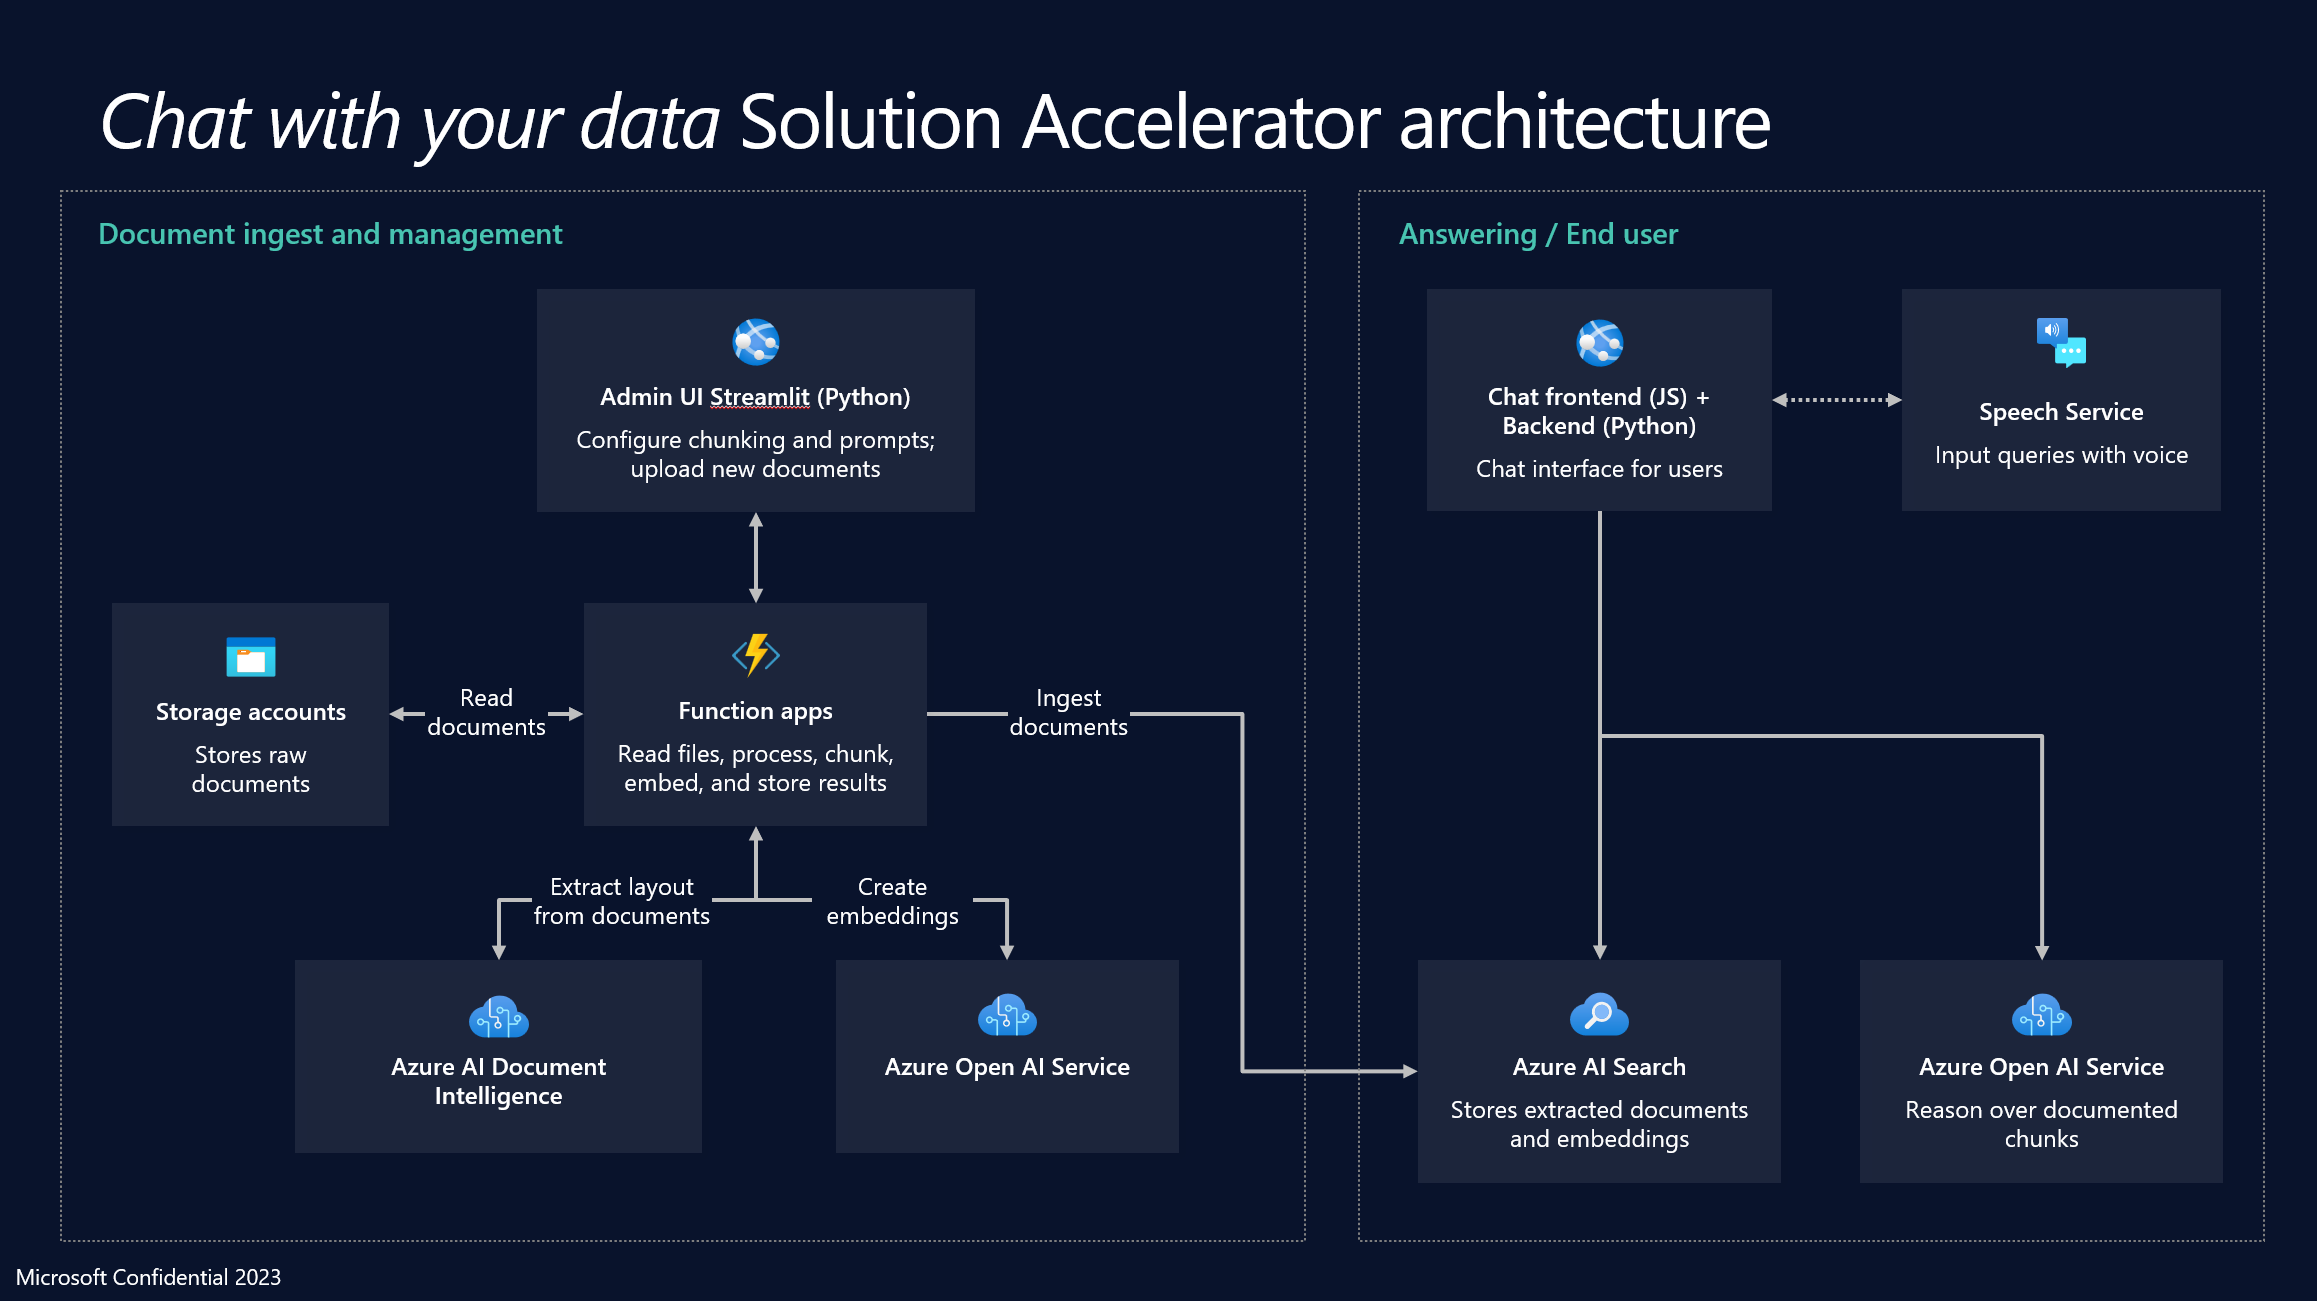 Chat with your data Solution Accelerator architecture
Document ingest and management
Admin UI Streamlit (Python)
Configure chunking and prompts;
upload new documents
Storage accounts
Stores raw
documents
Read
documents
Function apps
Read files, process, chunk,
embed, and store results
Ingest
documents
Extract layout
from documents
Create
embeddings
Azure AI Document
Intelligence
Azure Open AI Service
Answering / End user
Chat frontend (JS) +
Backend (Python)
Chat interface for users
Speech Service
Input queries with voice
Azure AI Search
Stores extracted documents
and embeddings
Azure Open AI Service
Reason over documented
chunks
Microsoft Confidential 2023